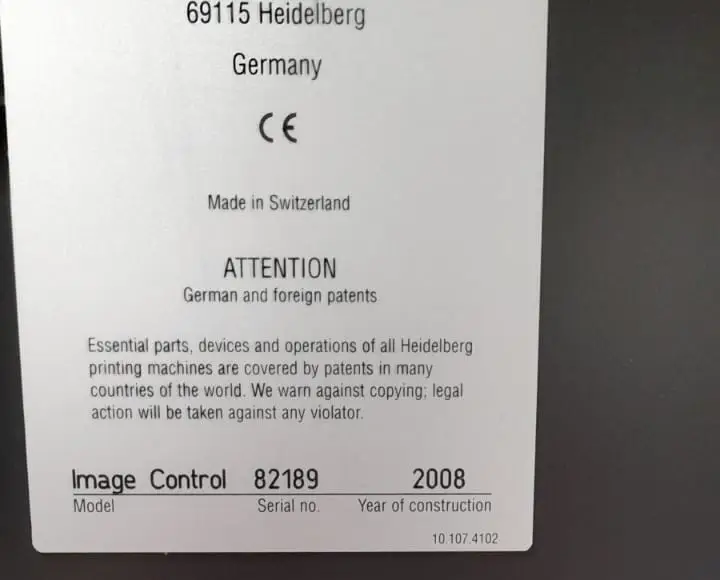 69115 Heidelberg
Germany
CE
Made in Switzerland
ATTENTION
German and foreign patents
Essential parts, devices and operations of all Heidelberg
printing machines are covered by patents in many
countries of the world. We warn against copying; legal
action will be taken against any violator.
Image Control 82189 2008
Model Serial no. Year of construction
10.107.4102